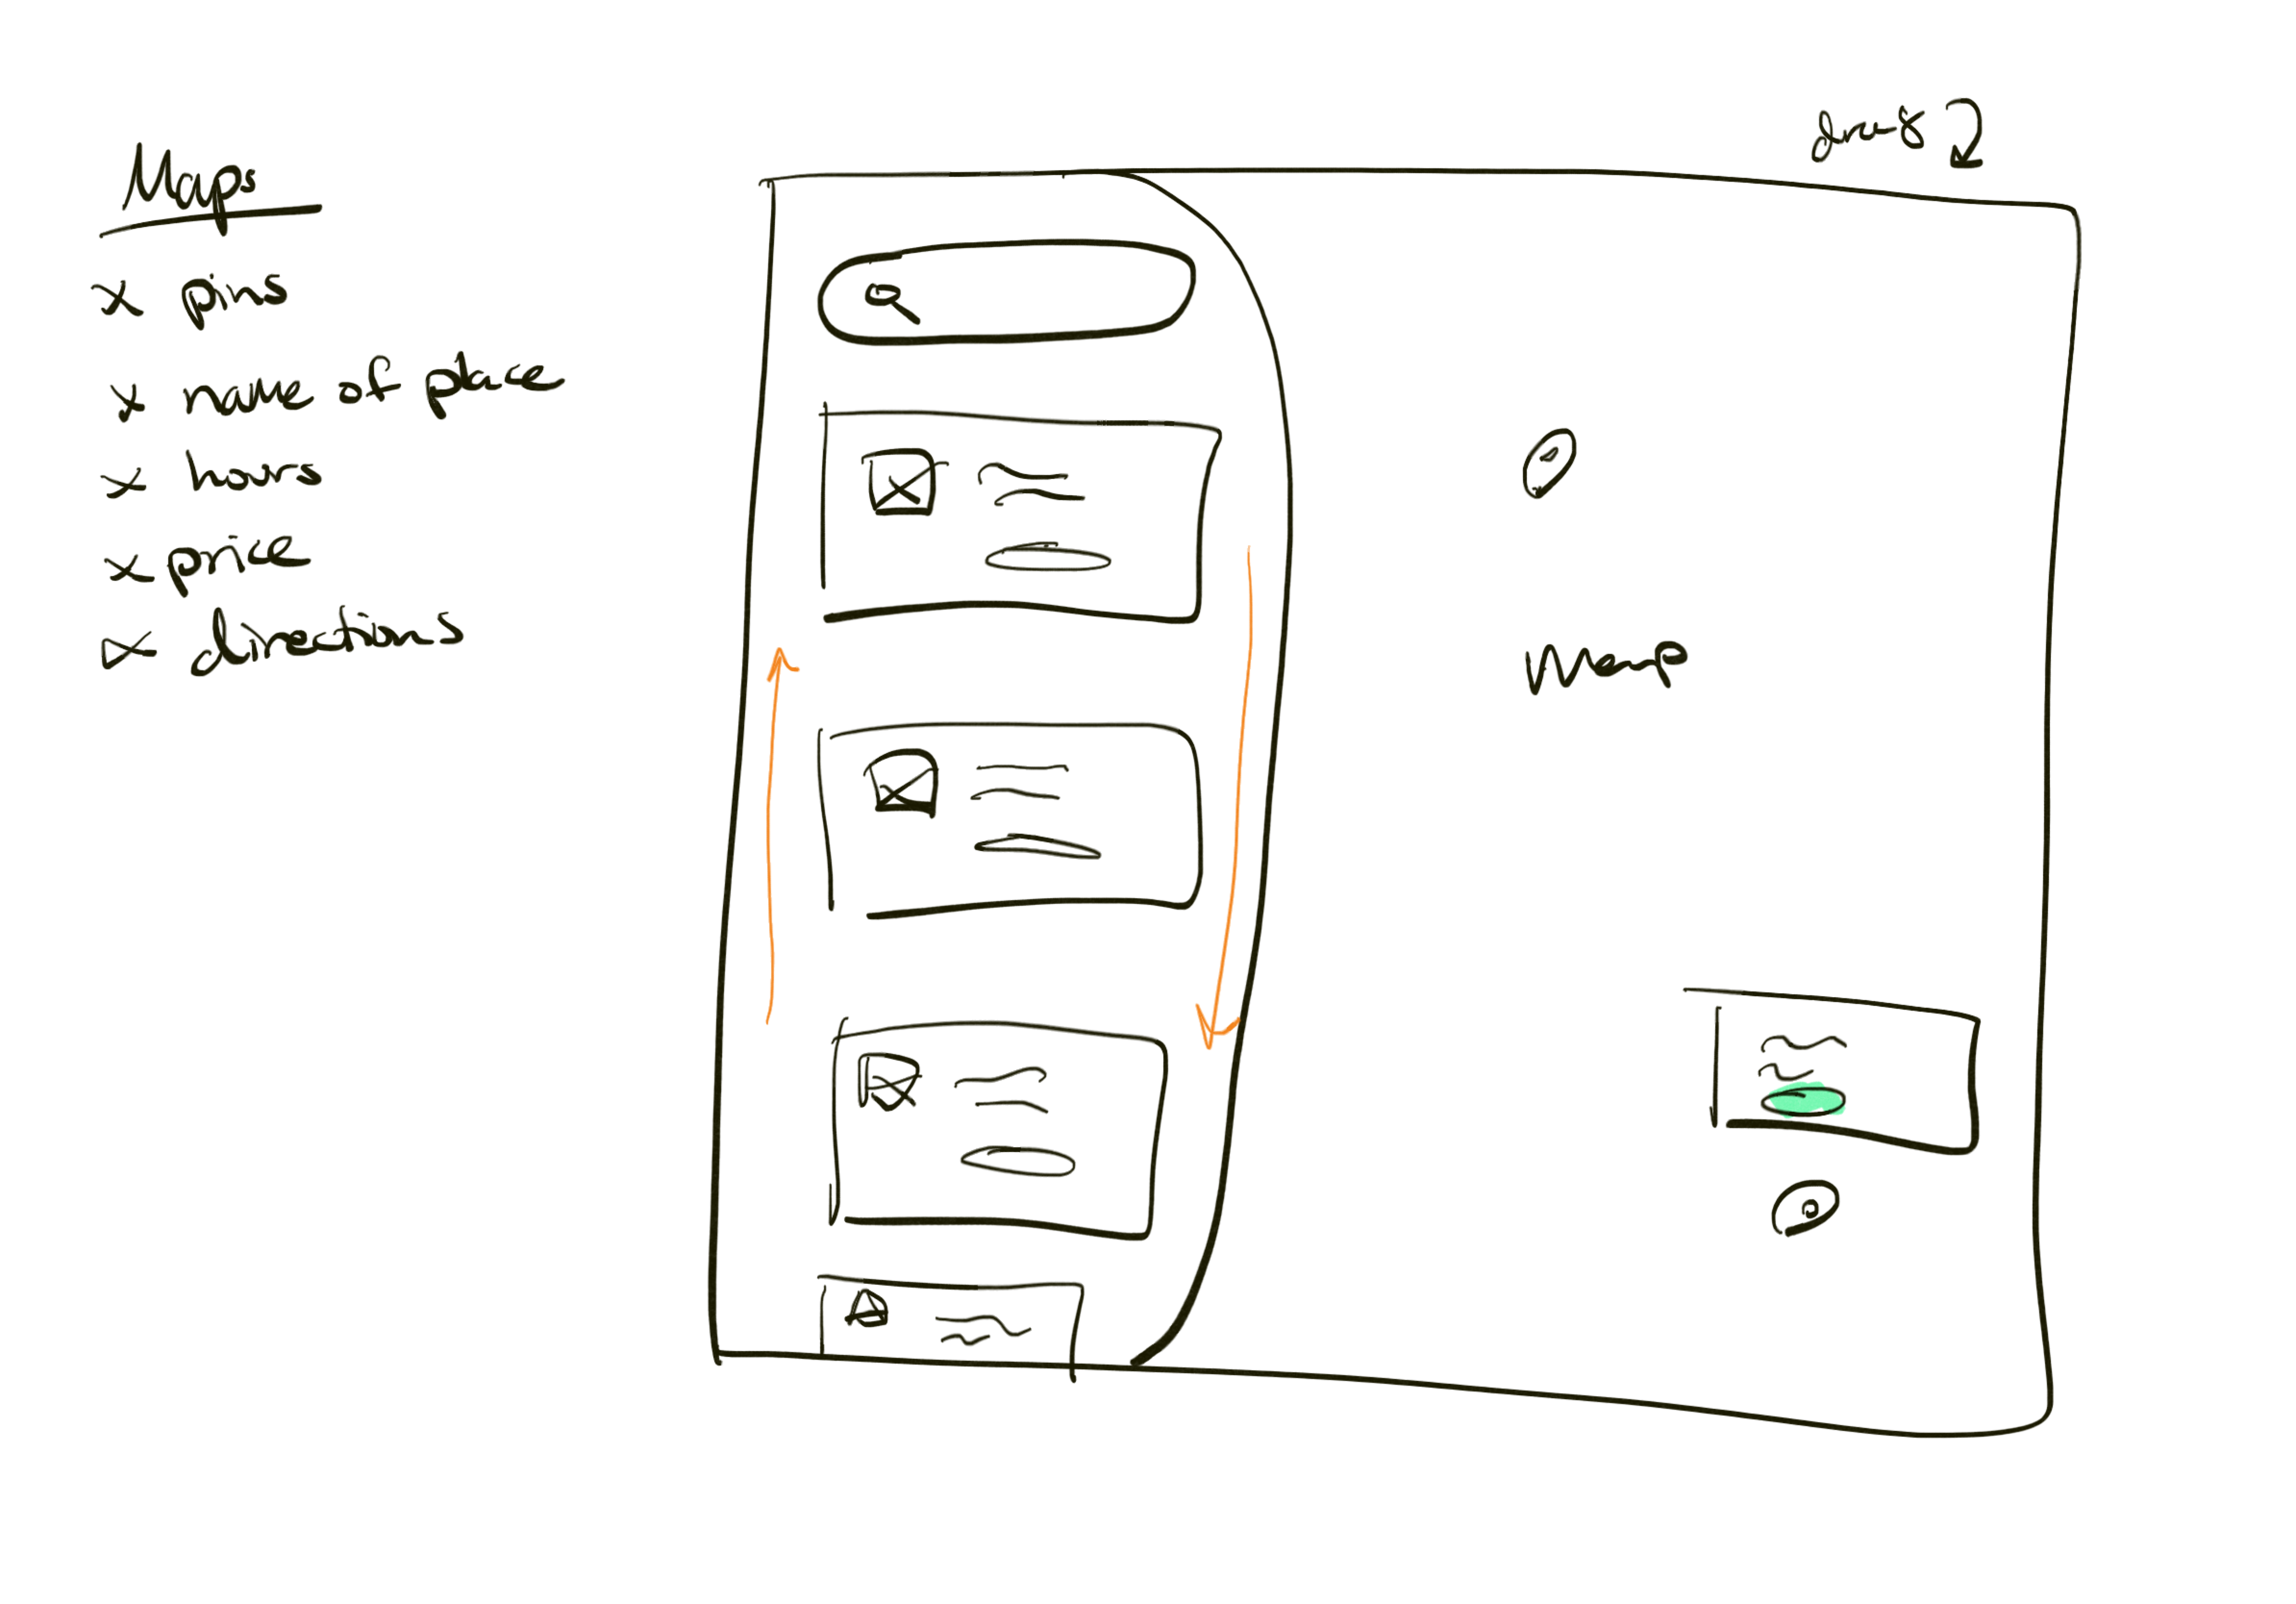 Maps
x pins
x name of place
x hours
x price
x directions
drag
Map